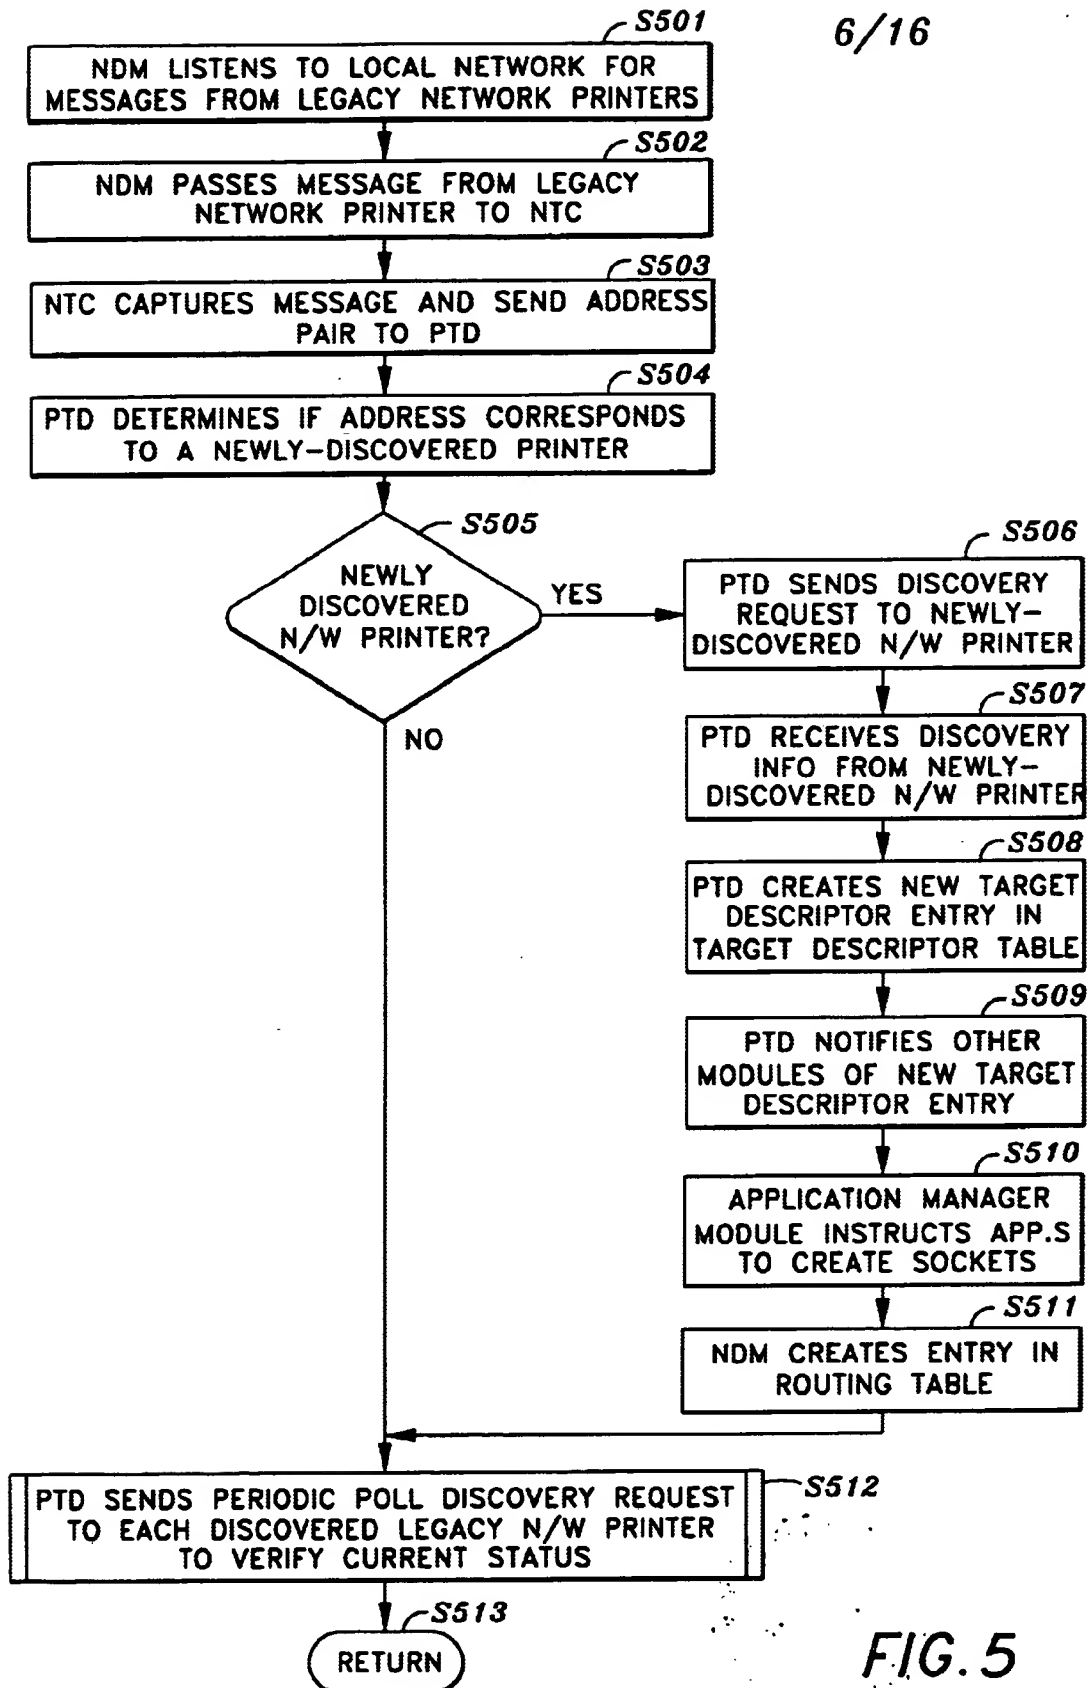 6/16
S501
NDM LISTENS TO LOCAL NETWORK FOR
MESSAGES FROM LEGACY NETWORK PRINTERS
S502
NDM PASSES MESSAGE FROM LEGACY
NETWORK PRINTER TO NTC
S503
NTC CAPTURES MESSAGE AND SEND ADDRESS
PAIR TO PTD
S504
PTD DETERMINES IF ADDRESS CORRESPONDS
TO A NEWLY-DISCOVERED PRINTER
S505
NEWLY
DISCOVERED
N/W PRINTER?
YES
NO
S506
PTD SENDS DISCOVERY
REQUEST TO NEWLY-
DISCOVERED N/W PRINTER
S507
PTD RECEIVES DISCOVERY
INFO FROM NEWLY-
DISCOVERED N/W PRINTER
S508
PTD CREATES NEW TARGET
DESCRIPTOR ENTRY IN
TARGET DESCRIPTOR TABLE
S509
PTD NOTIFIES OTHER
MODULES OF NEW TARGET
DESCRIPTOR ENTRY
S510
APPLICATION MANAGER
MODULE INSTRUCTS APP.S
TO CREATE SOCKETS
S511
NDM CREATES ENTRY IN
ROUTING TABLE
S512
PTD SENDS PERIODIC POLL DISCOVERY REQUEST
TO EACH DISCOVERED LEGACY N/W PRINTER
TO VERIFY CURRENT STATUS
S513
RETURN
FIG. 5